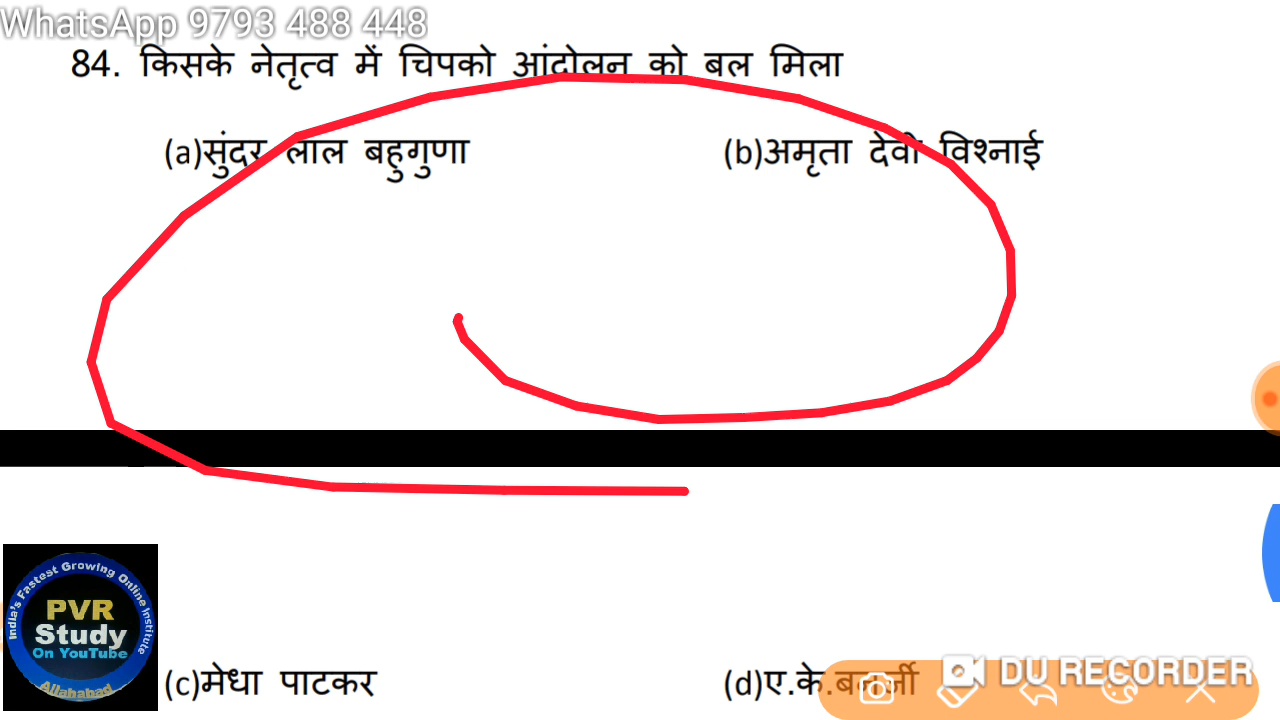 WhatsApp 9793 488 448
84. किसके नेतृत्व में चिपको आंदोलन को बल मिला
(a)सुंदर लाल बहुगुणा (b)अमृता देवी विश्नाई
India's Fastest Growing Online Institute
PVR
Study
On YouTube
Allahabad
(c)मेधा पाटकर (d)ए.के.बनर्जी
DU RECORDER